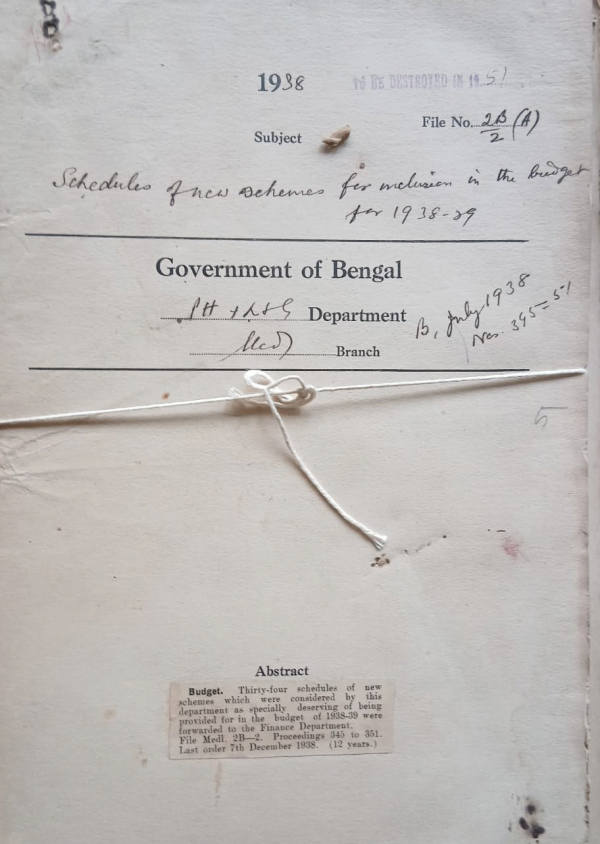 1938
TO BE DESTROYED IN 1951
File No. 2B/2 (A)
Subject
Schedules of new schemes for inclusion in the budget
for 1938-39
Government of Bengal
PH & LSG Department
Medl Branch
B, July 1938
Nos. 345-51
5
Abstract
Budget. Thirty-four schedules of new
schemes which were considered by this
department as specially deserving of being
provided for in the budget of 1938-39 were
forwarded to the Finance Department.
File Medl. 2B—2. Proceedings 345 to 351.
Last order 7th December 1938. (12 years.)